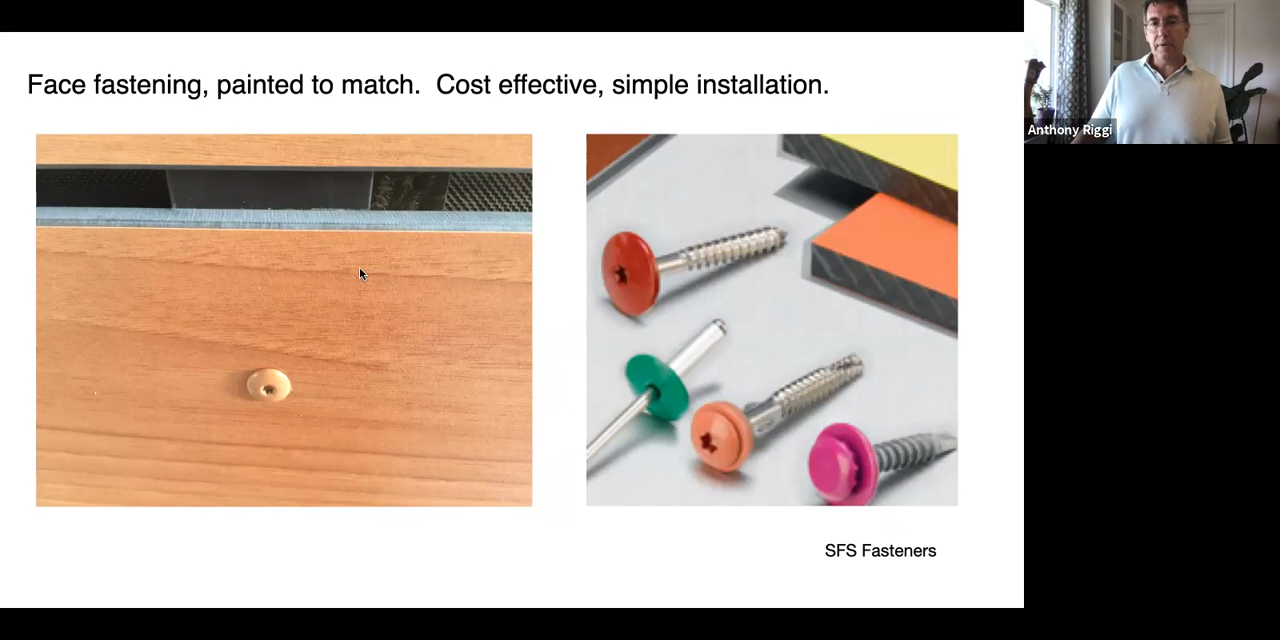 Face fastening, painted to match.  Cost effective, simple installation.
Anthony Riggi
SFS Fasteners